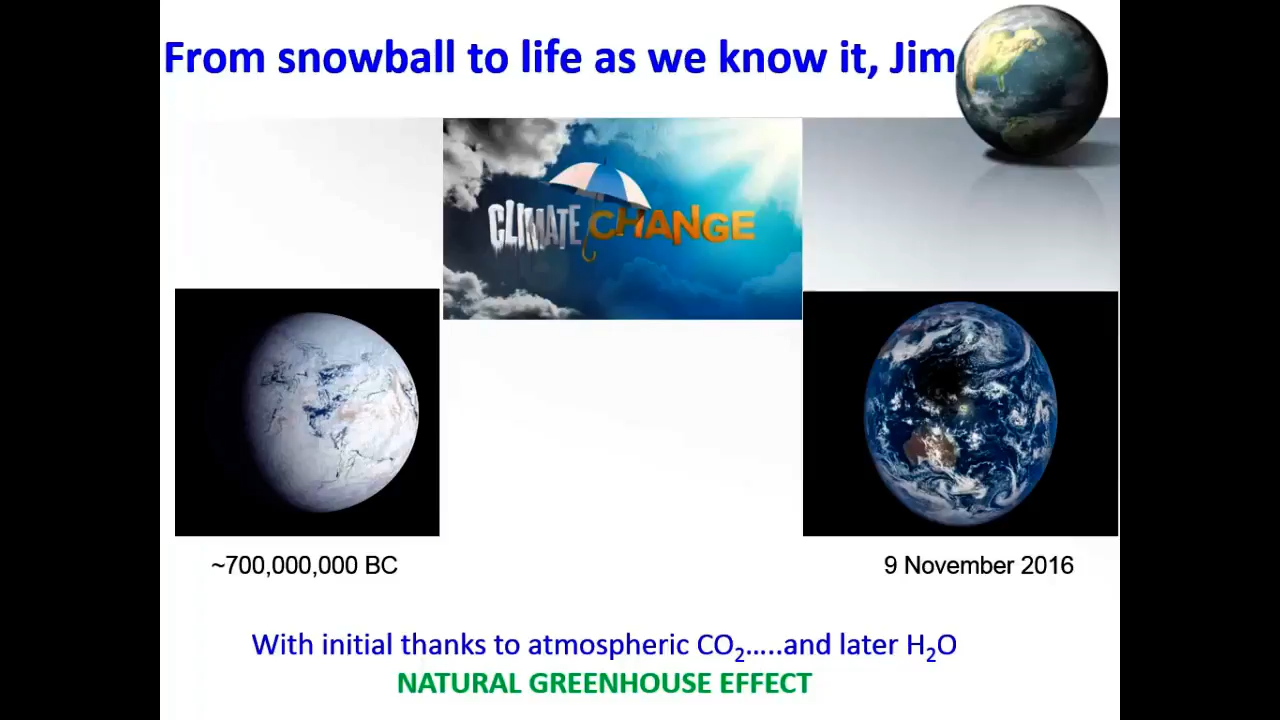 From snowball to life as we know it, Jim
CLIMATE CHANGE
~700,000,000 BC
9 November 2016
With initial thanks to atmospheric CO₂…..and later H₂O
NATURAL GREENHOUSE EFFECT